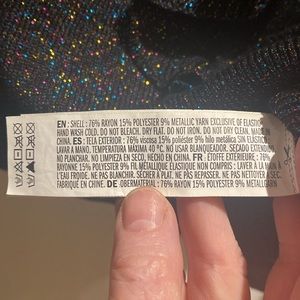 EN : SHELL : 76% RAYON 15% POLYESTER 9% METALLIC YARN EXCLUSIVE OF ELASTIC
HAND WASH COLD. DO NOT BLEACH. DRY FLAT. DO NOT IRON. DO NOT DRY CLEAN. MADE IN
CHINA. ES : TELA EXTERIOR : 76% viscosa 15% poliéster 9% hilo metálico SIN ELASTICO
LAVAR A MANO, TEMPERATURA MAXIMA 40 °C. NO USAR BLANQUEADOR. SECADO EXTENDIDO
NO PLANCHAR. NO LIMPIEZA EN SECO. HECHO EN CHINA. FR : ÉTOFFE EXTÉRIEURE : 76%
RAYONNE 15% POLYESTER 9% FIL MÉTALLIQUE SANS ÉLASTIQUE LAVER À LA MAIN
L'EAU FROIDE. NE PAS BLANCHIR. SÉCHER À PLAT. NE PAS REPASSER. NE PAS NETTOYER À SEC
FABRIQUÉ EN CHINE. DE : OBERMATERIAL : 76% RAYON 15% POLYESTER 9% METALLGARN